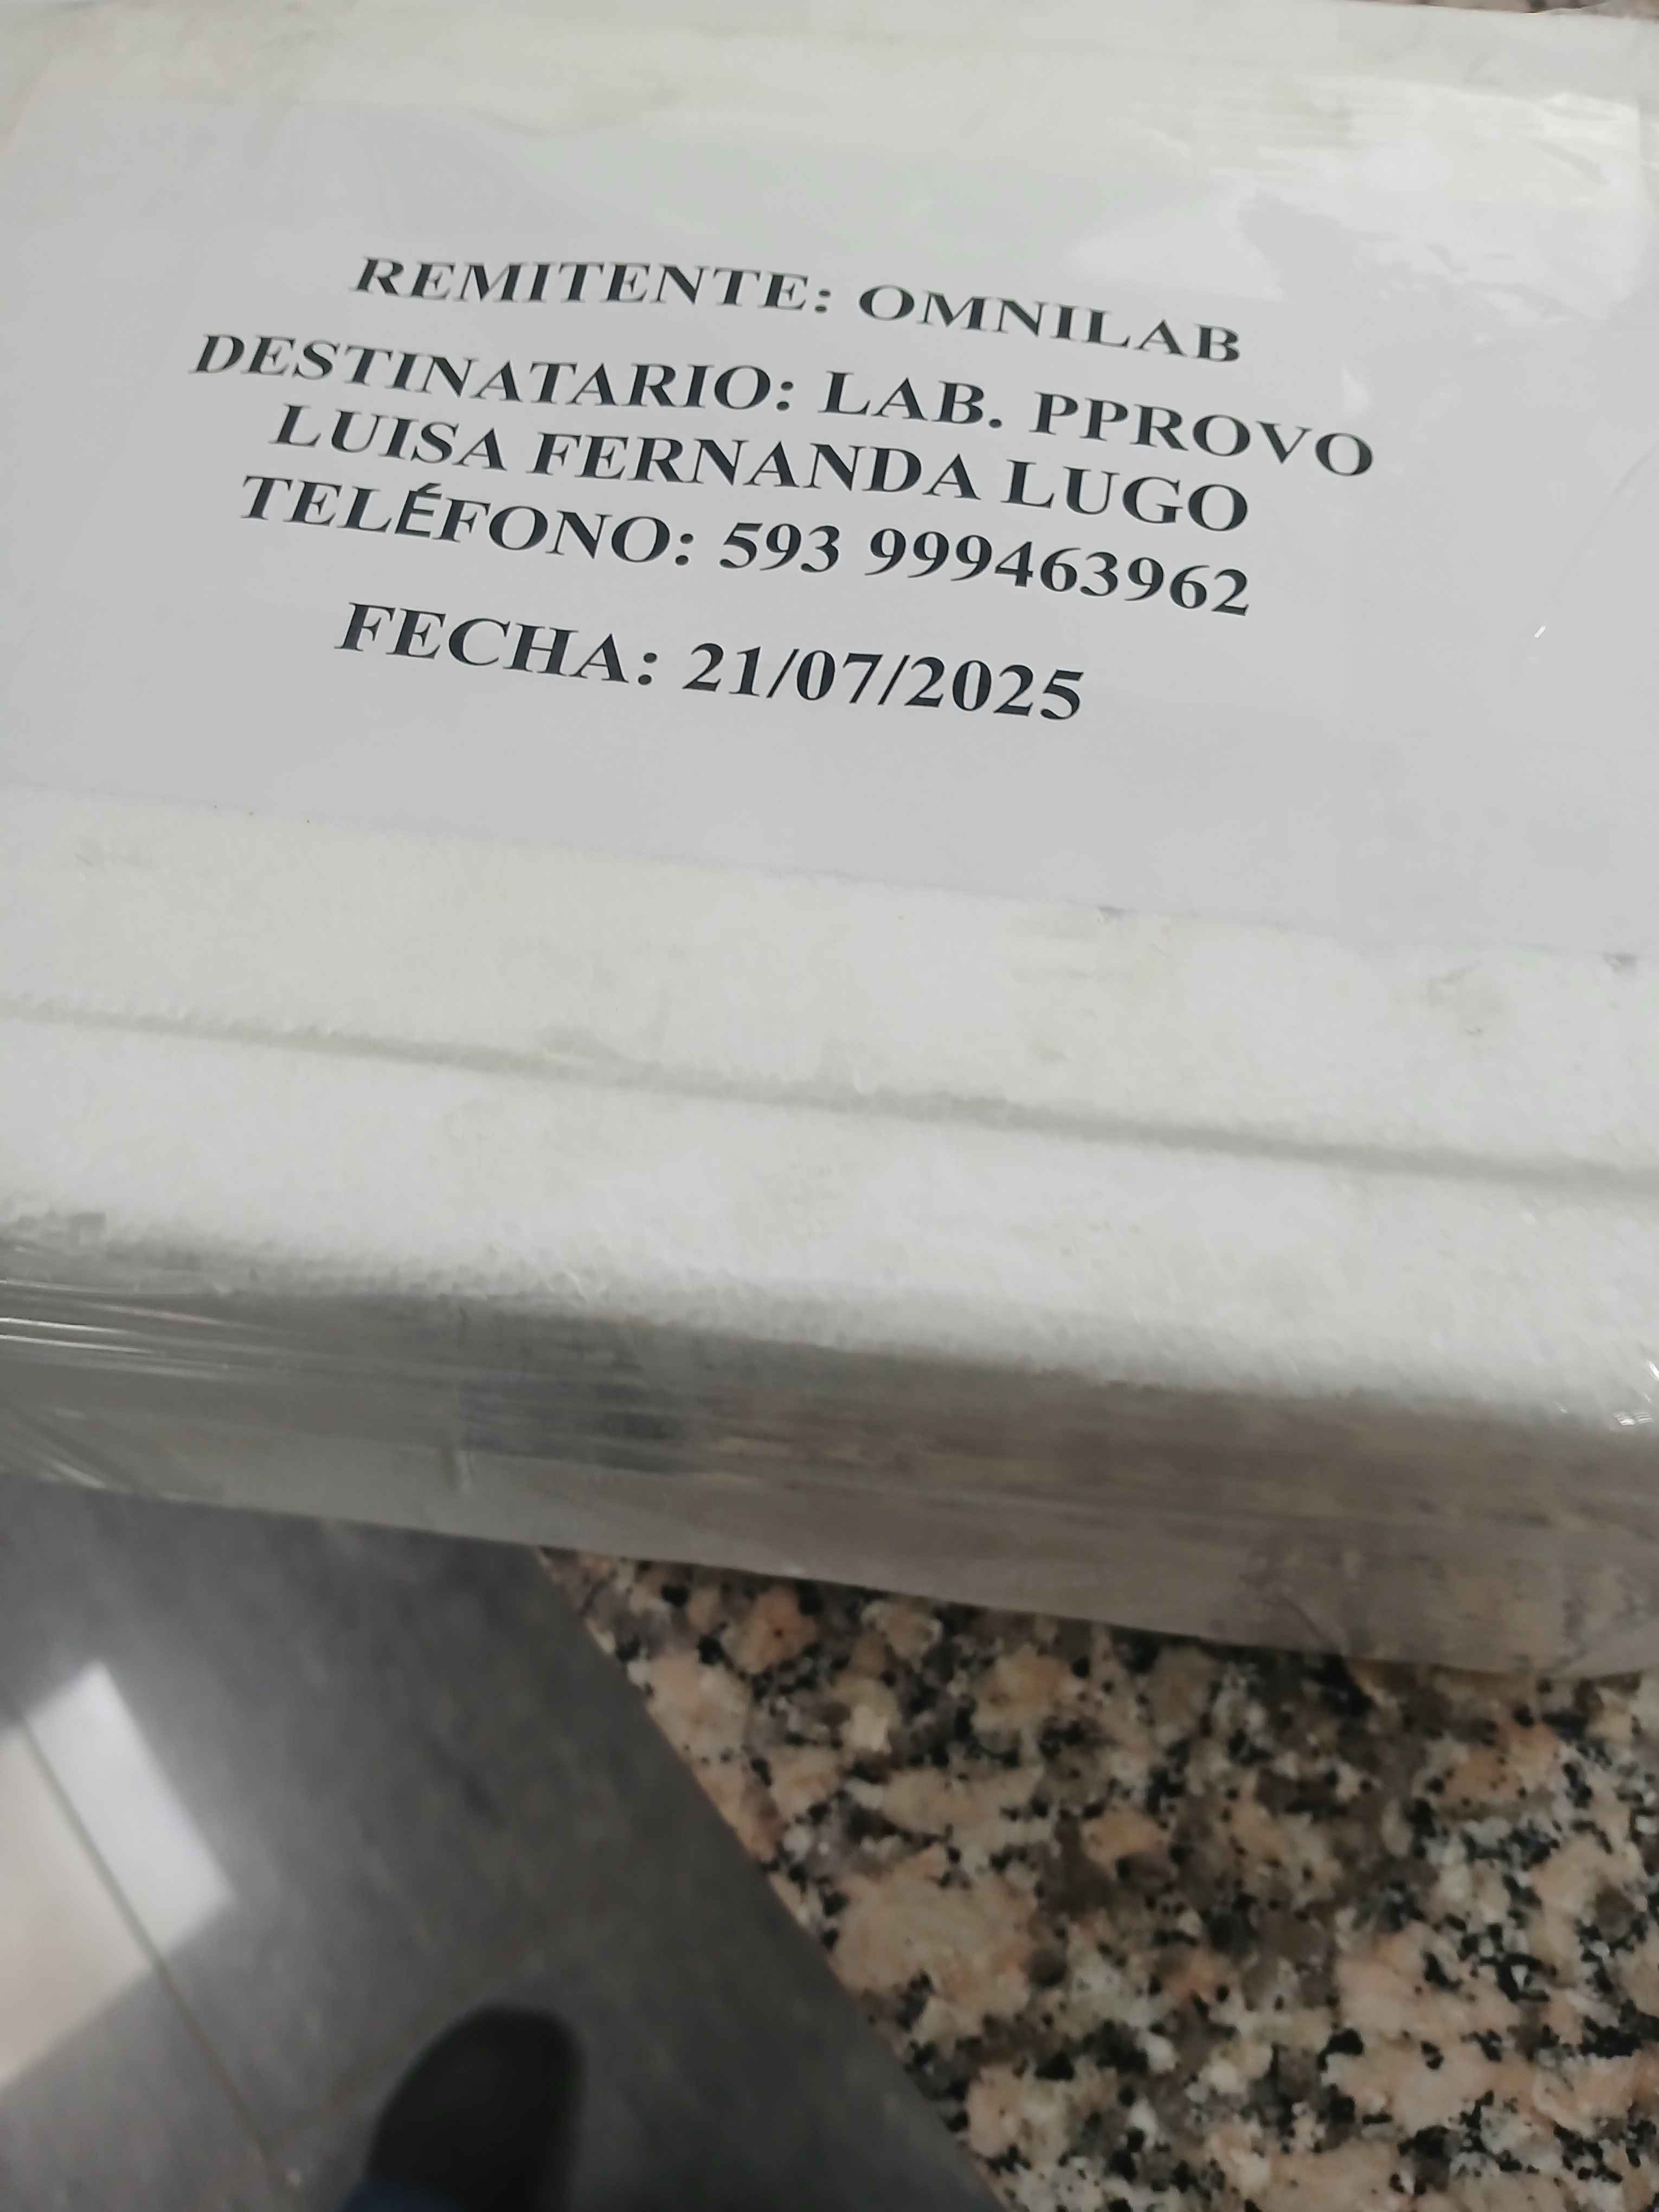 REMITENTE: OMNILAB
DESTINATARIO: LAB. PPROVO
LUISA FERNANDA LUGO
TELÉFONO: 593 999463962
FECHA: 21/07/2025